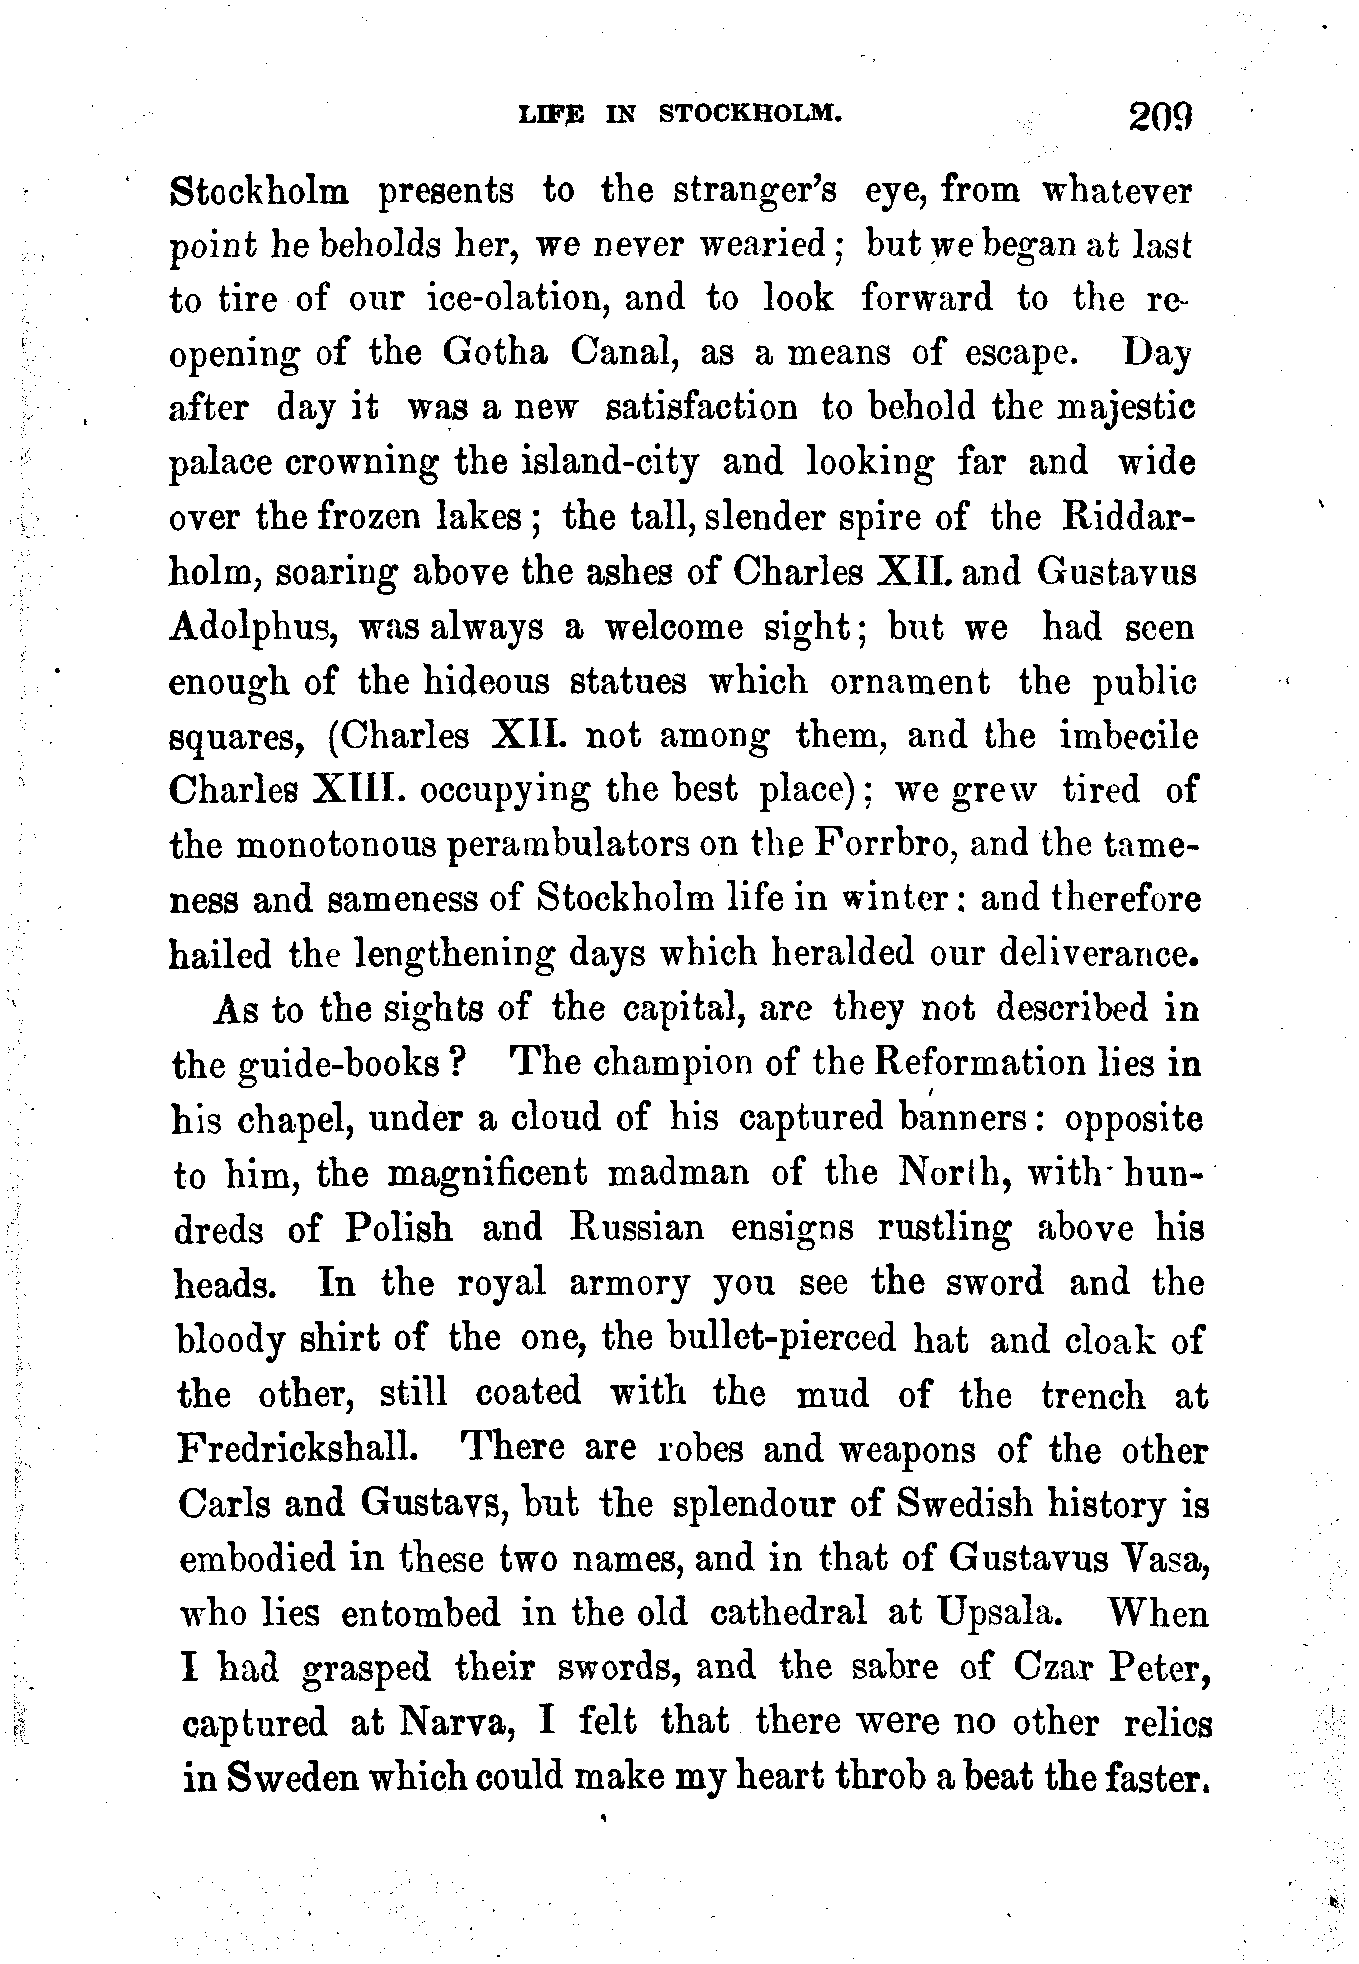 LIFE IN STOCKHOLM. 209
Stockholm presents to the stranger's eye, from whatever
point he beholds her, we never wearied; but we began at last
to tire of our ice-olation, and to look forward to the re-
opening of the Gotha Canal, as a means of escape. Day
after day it was a new satisfaction to behold the majestic
palace crowning the island-city and looking far and wide
over the frozen lakes; the tall, slender spire of the Riddar-
holm, soaring above the ashes of Charles XII. and Gustavus
Adolphus, was always a welcome sight; but we had seen
enough of the hideous statues which ornament the public
squares, (Charles XII. not among them, and the imbecile
Charles XIII. occupying the best place); we grew tired of
the monotonous perambulators on the Forrbro, and the tame-
ness and sameness of Stockholm life in winter: and therefore
hailed the lengthening days which heralded our deliverance.
As to the sights of the capital, are they not described in
the guide-books? The champion of the Reformation lies in
his chapel, under a cloud of his captured banners: opposite
to him, the magnificent madman of the North, with hun-
dreds of Polish and Russian ensigns rustling above his
heads. In the royal armory you see the sword and the
bloody shirt of the one, the bullet-pierced hat and cloak of
the other, still coated with the mud of the trench at
Fredrickshall. There are robes and weapons of the other
Carls and Gustavs, but the splendour of Swedish history is
embodied in these two names, and in that of Gustavus Vasa,
who lies entombed in the old cathedral at Upsala. When
I had grasped their swords, and the sabre of Czar Peter,
captured at Narva, I felt that there were no other relics
in Sweden which could make my heart throb a beat the faster.